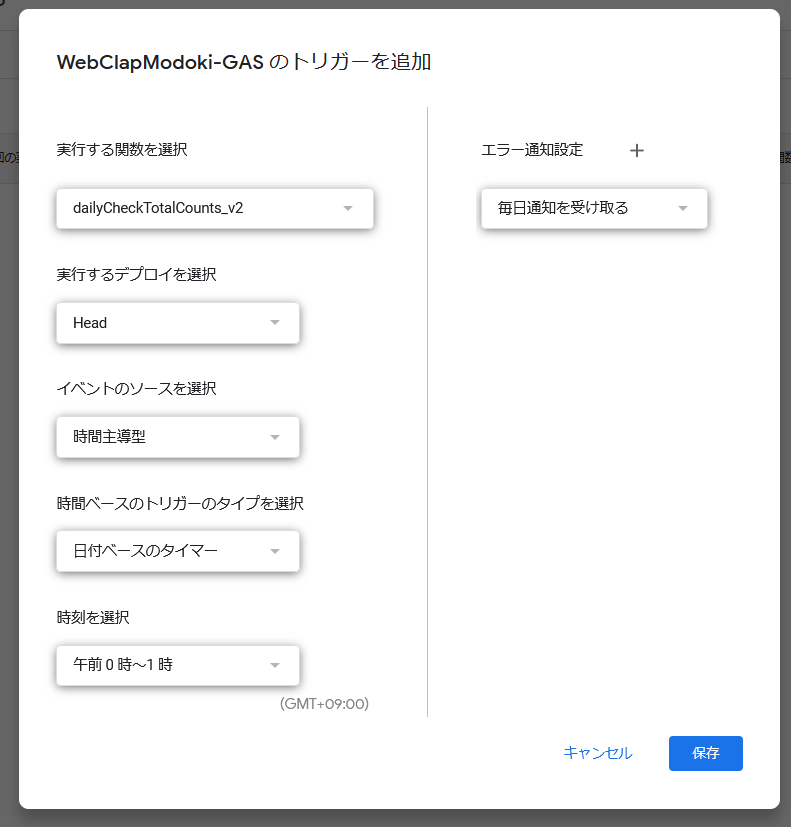 WebClapModoki-GAS のトリガーを追加
実行する関数を選択
dailyCheckTotalCounts_v2
実行するデプロイを選択
Head
イベントのソースを選択
時間主導型
時間ベースのトリガーのタイプを選択
日付ベースのタイマー
時刻を選択
午前 0 時～1 時
(GMT+09:00)
エラー通知設定
毎日通知を受け取る
キャンセル
保存